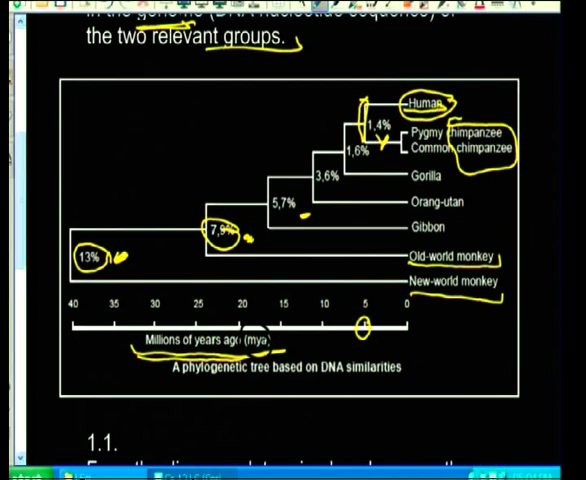 the two relevant groups.
Human
1,4%
Pygmy chimpanzee
1,6%
Common chimpanzee
3,6%
Gorilla
5,7%
Orang-utan
7,9%
Gibbon
13%
Old-world monkey
New-world monkey
40 35 30 25 20 15 10 5 0
Millions of years ago (mya)
A phylogenetic tree based on DNA similarities
1.1.